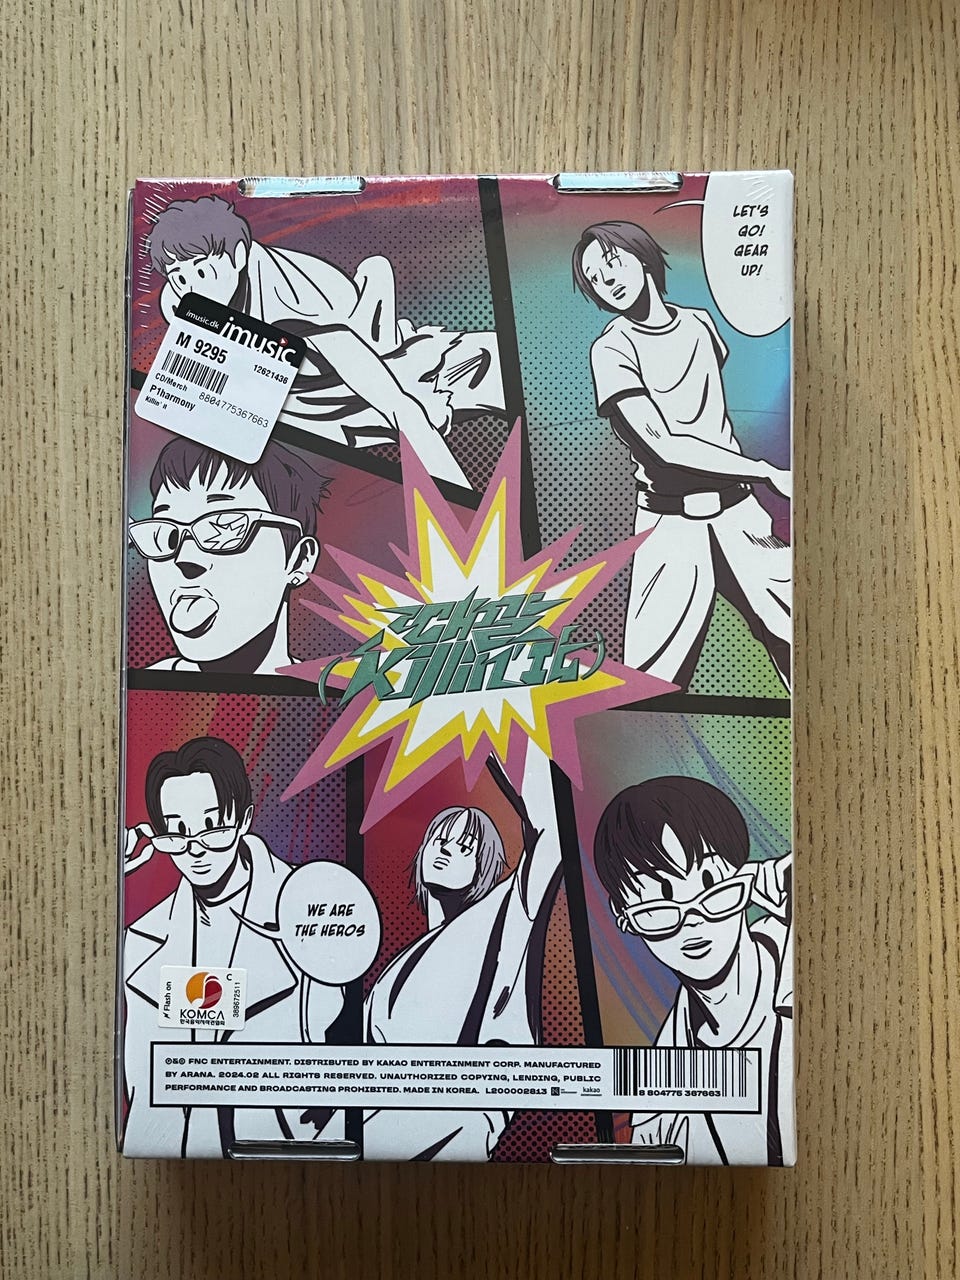 LET'S
GO!
GEAR
UP!
imusic.dk imusic
M 9295
12621436
CD/Merch
8804775367663
P1harmony
Killin' It
때깔
Killin' It
WE ARE
THE HEROS
Flash on
C
KOMCA
한국음악저작권협회
389672511
℗&© FNC ENTERTAINMENT. DISTRIBUTED BY KAKAO ENTERTAINMENT CORP. MANUFACTURED
BY ARANA. 2024.02 ALL RIGHTS RESERVED. UNAUTHORIZED COPYING, LENDING, PUBLIC
PERFORMANCE AND BROADCASTING PROHIBITED. MADE IN KOREA. L200002813
kakao
8 804775 367663